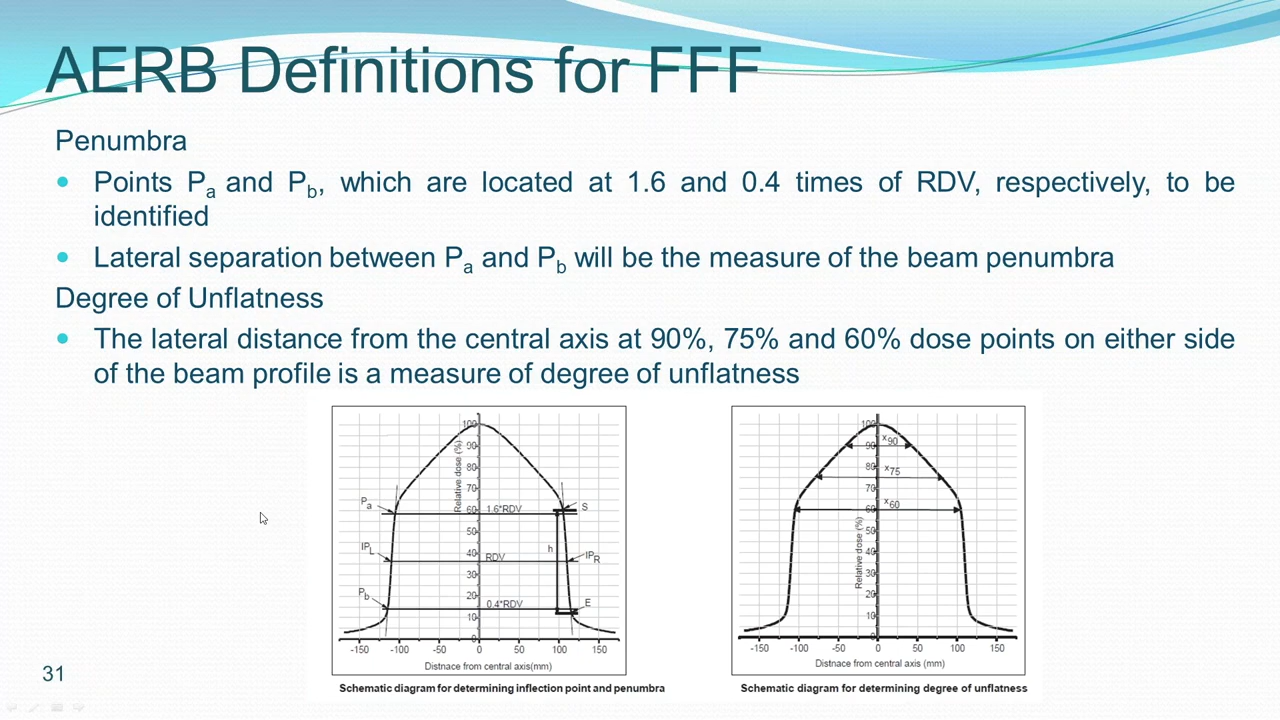 AERB Definitions for FFF
Penumbra
Points Pa and Pb, which are located at 1.6 and 0.4 times of RDV, respectively, to be
identified
Lateral separation between Pa and Pb will be the measure of the beam penumbra
Degree of Unflatness
The lateral distance from the central axis at 90%, 75% and 60% dose points on either side
of the beam profile is a measure of degree of unflatness
100
90
80
70
60
50
40
30
20
10
0
Relative dose (%)
Pa
1.6*RDV
S
IPL
RDV
h
IPR
Pb
0.4*RDV
E
-150 -100 -50 0 50 100 150
Distnace from central axis(mm)
Schematic diagram for determining inflection point and penumbra
100
90
80
70
60
50
40
30
20
10
0
x90
x75
x60
Relative dose (%)
-150 -100 -50 0 50 100 150
Distnace from central axis (mm)
Schematic diagram for determining degree of unflatness
31